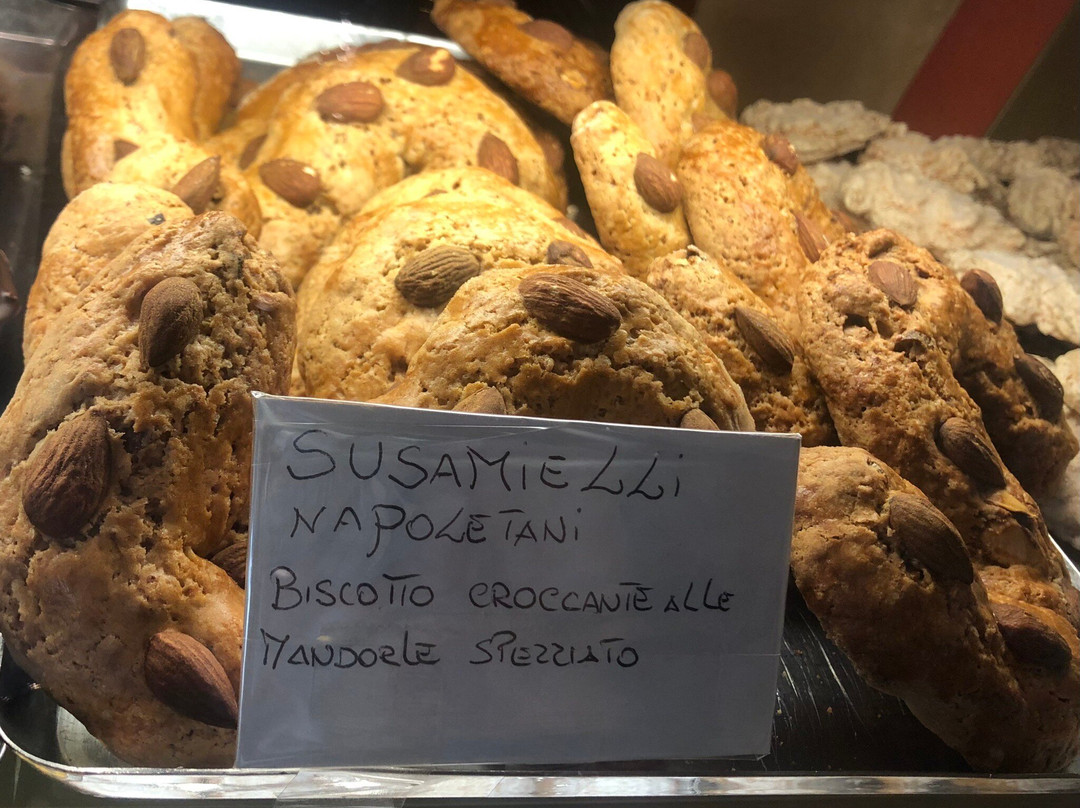 SUSAMiELLi
NAPOLETANi
BISCOTTO CROCCANTE ALLE
MANDORLE SPEZZIATO